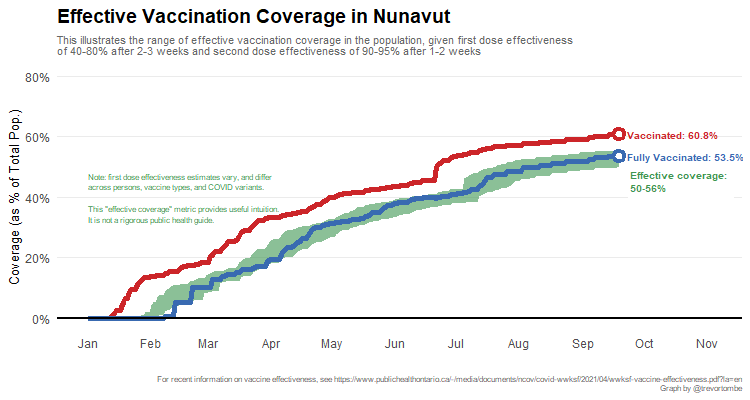 Effective Vaccination Coverage in Nunavut
This illustrates the range of effective vaccination coverage in the population, given first dose effectiveness
of 40-80% after 2-3 weeks and second dose effectiveness of 90-95% after 1-2 weeks
Coverage (as % of Total Pop.)
80%
60%
40%
20%
0%
Note: first dose effectiveness estimates vary, and differ
across persons, vaccine types, and COVID variants.
This "effective coverage" metric provides useful intuition.
It is not a rigorous public health guide.
Vaccinated: 60.8%
Fully Vaccinated: 53.5%
Effective coverage:
50-56%
Jan Feb Mar Apr May Jun Jul Aug Sep Oct Nov
For recent information on vaccine effectiveness, see https://www.publichealthontario.ca/-/media/documents/ncov/covid-wwksf/2021/04/wwksf-vaccine-effectiveness.pdf?la=en
Graph by @trevortombe